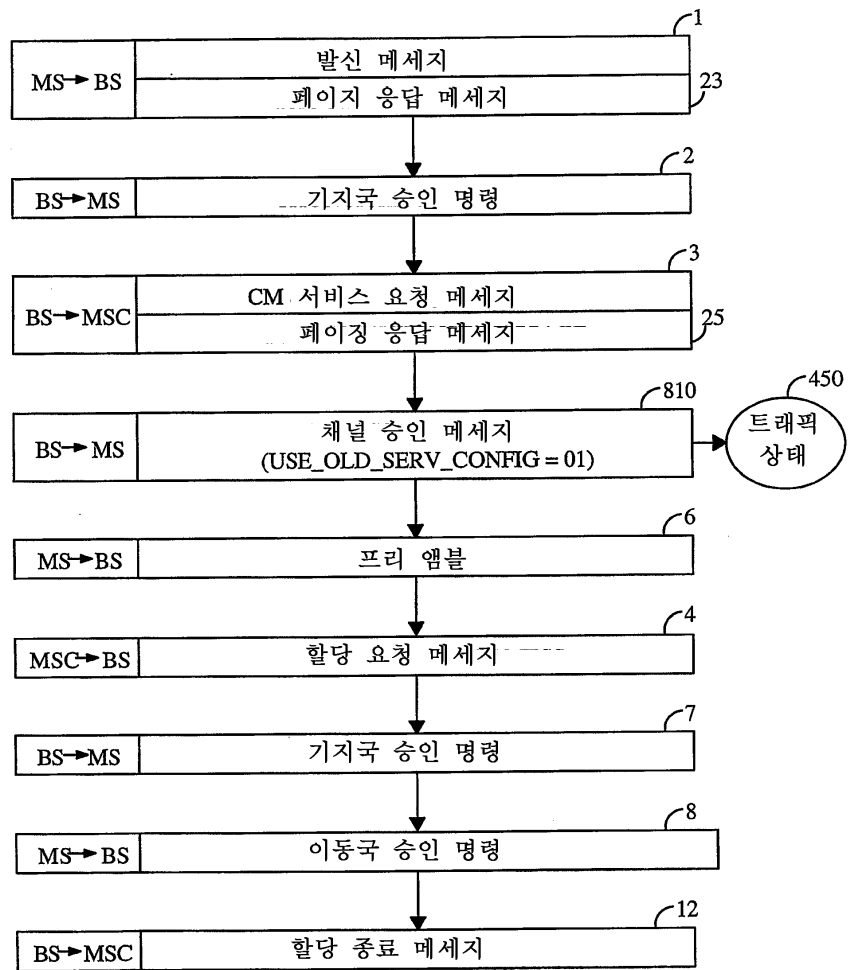 1
MS→BS
발신 메세지
페이지 응답 메세지
23
2
BS→MS
기지국 승인 명령
3
BS→MSC
CM 서비스 요청 메세지
페이징 응답 메세지
25
810
BS→MS
채널 승인 메세지
(USE_OLD_SERV_CONFIG = 01)
450
트래픽
상태
6
MS→BS
프리 앰블
4
MSC→BS
할당 요청 메세지
7
BS→MS
기지국 승인 명령
8
MS→BS
이동국 승인 명령
12
BS→MSC
할당 종료 메세지